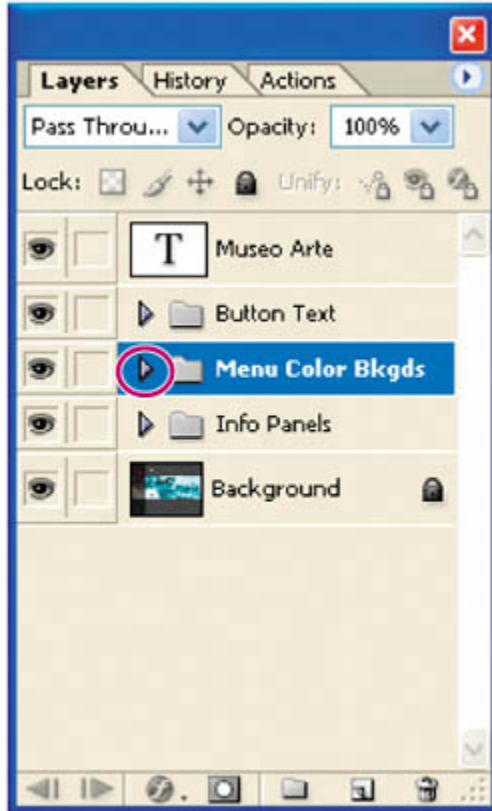 Layers History Actions
Pass Throu... Opacity: 100%
Lock: Unify:
T Museo Arte
Button Text
Menu Color Bkgds
Info Panels
Background